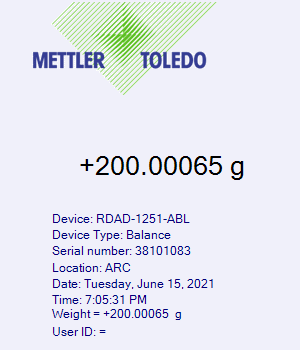 METTLER TOLEDO
+200.00065 g
Device: RDAD-1251-ABL
Device Type: Balance
Serial number: 38101083
Location: ARC
Date: Tuesday, June 15, 2021
Time: 7:05:31 PM
Weight = +200.00065 g
User ID: =